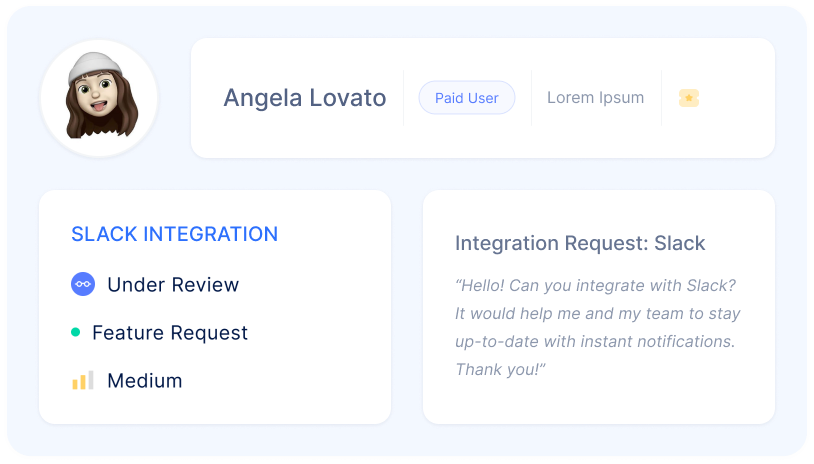 Angela Lovato
Paid User
Lorem Ipsum
SLACK INTEGRATION
Under Review
Feature Request
Medium
Integration Request: Slack
“Hello! Can you integrate with Slack?
It would help me and my team to stay
up-to-date with instant notifications.
Thank you!”